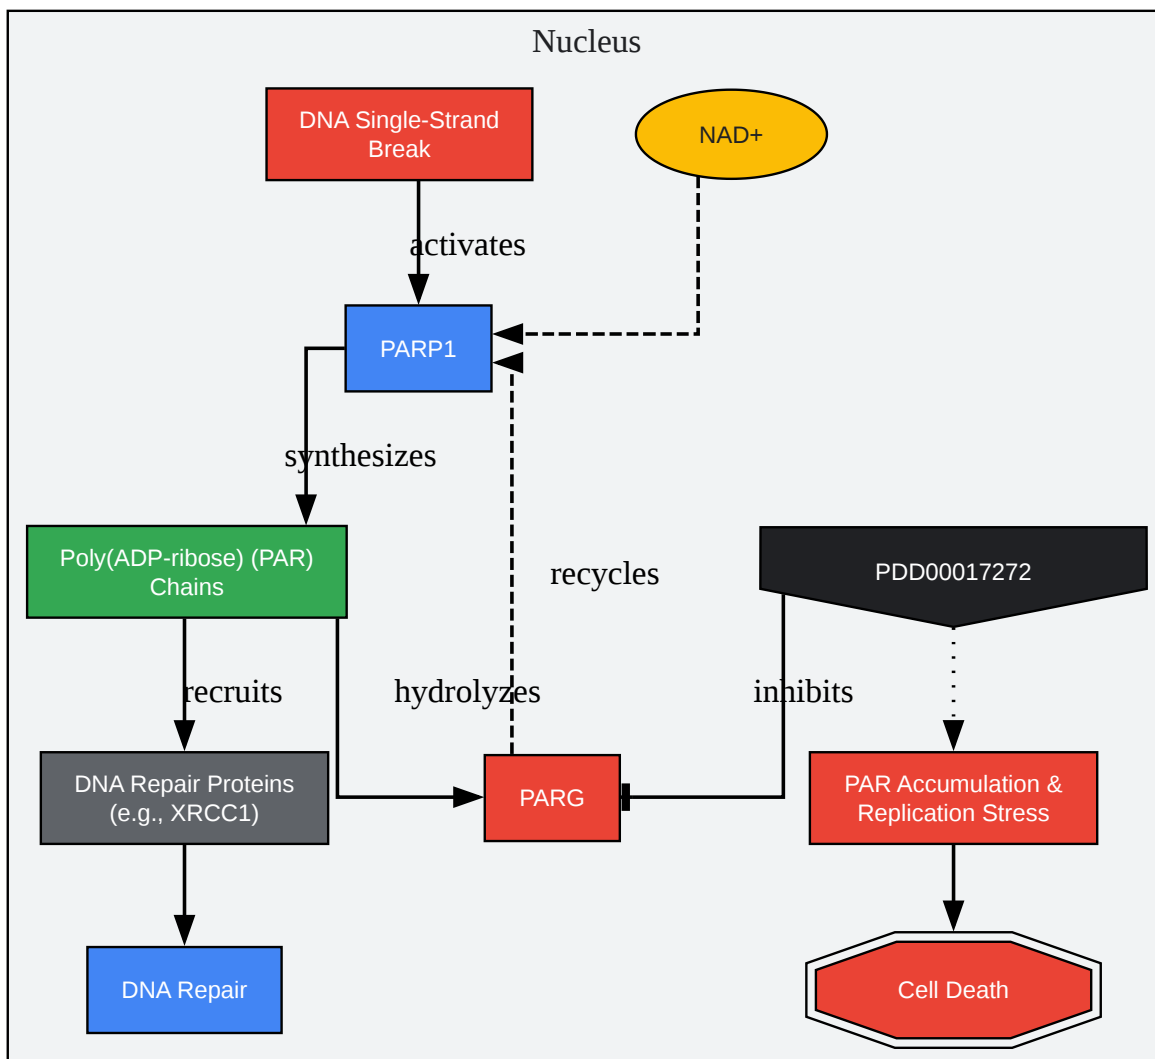 Nucleus
DNA Single-Strand
Break
NAD+
activates
PARP1
synthesizes
Poly(ADP-ribose) (PAR)
Chains
recycles
PDD00017272
recruits
hydrolyzes
inhibits
DNA Repair Proteins
(e.g., XRCC1)
PARG
PAR Accumulation &
Replication Stress
DNA Repair
Cell Death